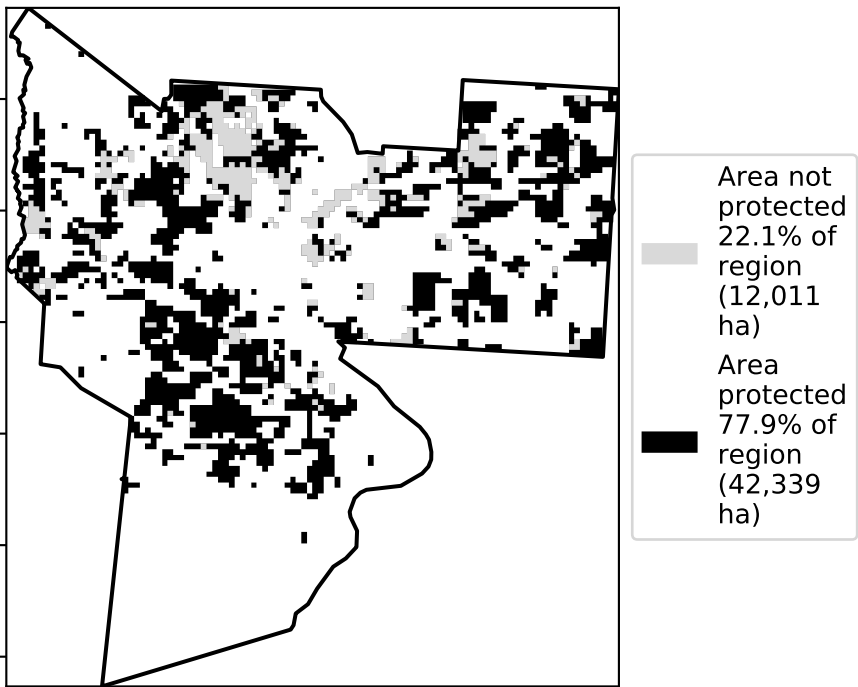 Area not
protected
22.1% of
region
(12,011
ha)
Area
protected
77.9% of
region
(42,339
ha)